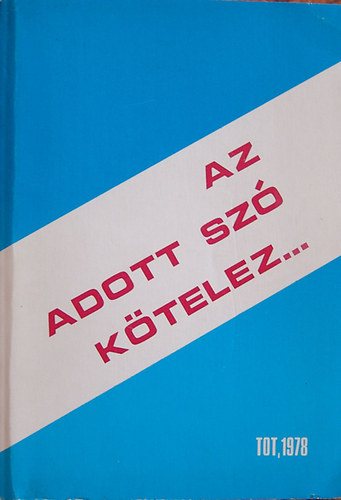 AZ
ADOTT SZÓ
KÖTELEZ...
TOT, 1978